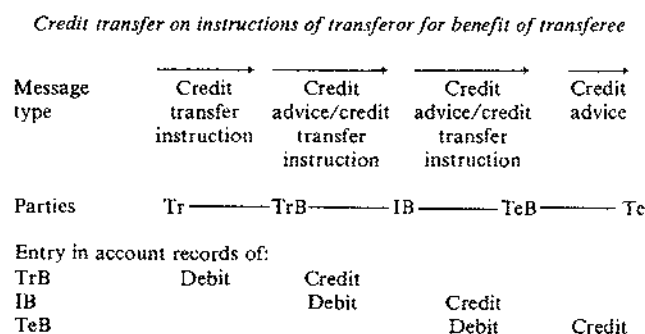 Credit transfer on instructions of transferor for benefit of transferee
Message Credit Credit Credit Credit
type transfer advice/credit advice/credit advice
instruction transfer transfer
instruction instruction
Parties Tr TrB IB TeB Te
Entry in account records of:
TrB Debit Credit
IB Debit Credit
TeB Debit Credit